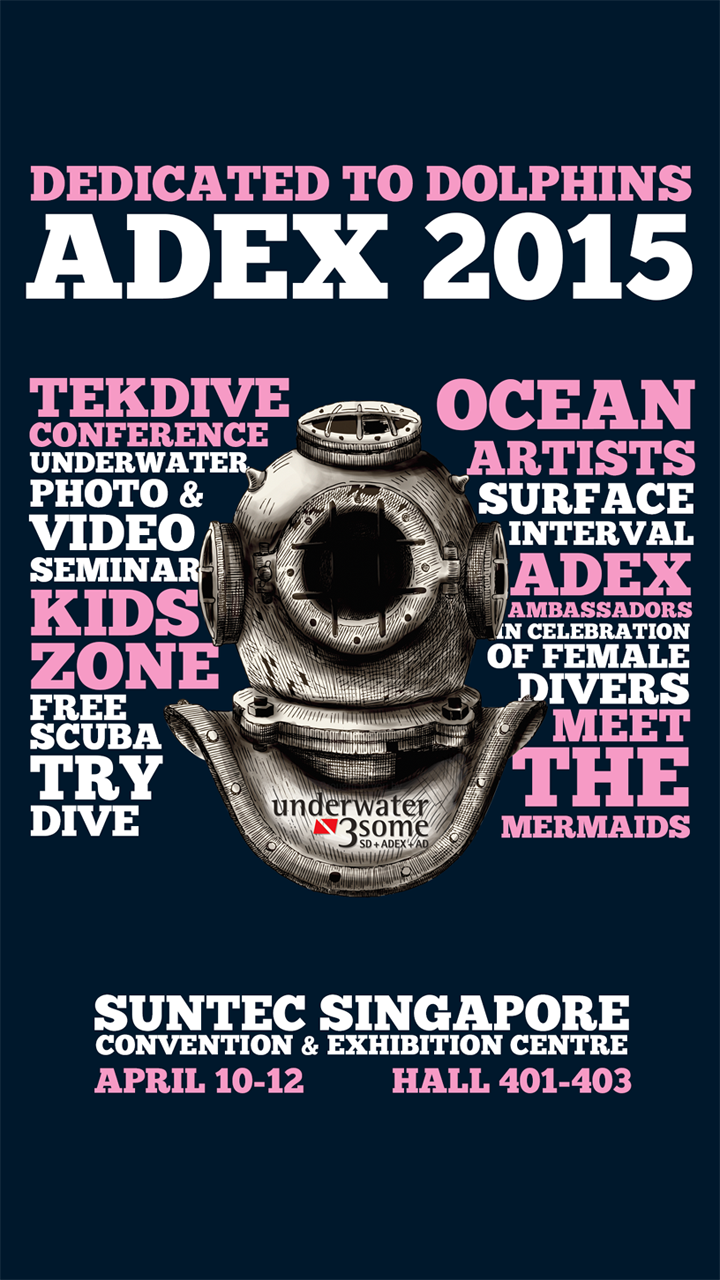 DEDICATED TO DOLPHINS
ADEX 2015
TEKDIVE
CONFERENCE
UNDERWATER
PHOTO &
VIDEO
SEMINAR
KIDS
ZONE
FREE
SCUBA
TRY
DIVE
OCEAN
ARTISTS
SURFACE
INTERVAL
ADEX
AMBASSADORS
IN CELEBRATION
OF FEMALE
DIVERS
MEET
THE
MERMAIDS
underwater
3some
SD + ADEX + AD
SUNTEC SINGAPORE
CONVENTION & EXHIBITION CENTRE
APRIL 10-12 HALL 401-403